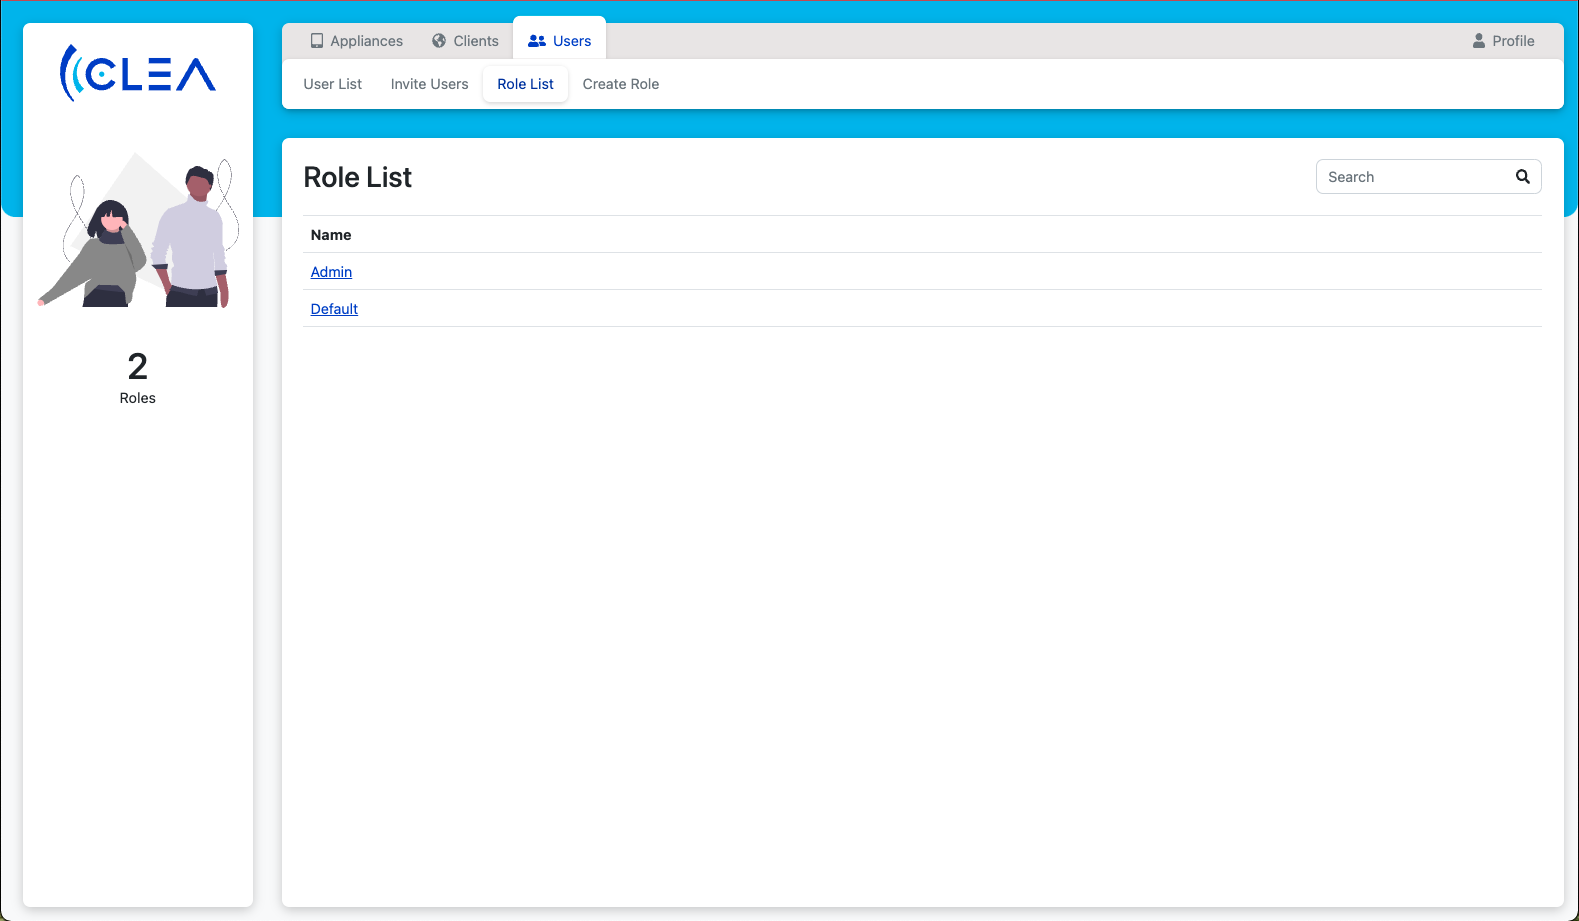 CLEA
Appliances Clients Users Profile
User List Invite Users Role List Create Role
Role List
Search
Name
Admin
Default
2
Roles